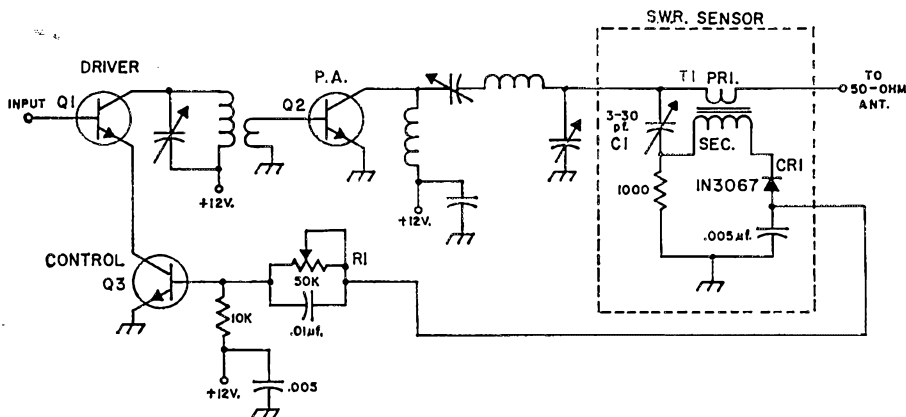 S.W.R. SENSOR
DRIVER
P.A.
T1 PRI.
TO
50-OHM
ANT.
INPUT
Q1
Q2
3-30
pf.
C1
SEC.
CR1
1N3067
1000
+12V.
+12V.
.005µf.
CONTROL
Q3
R1
50K
10K
.01µf.
+12V.
.005